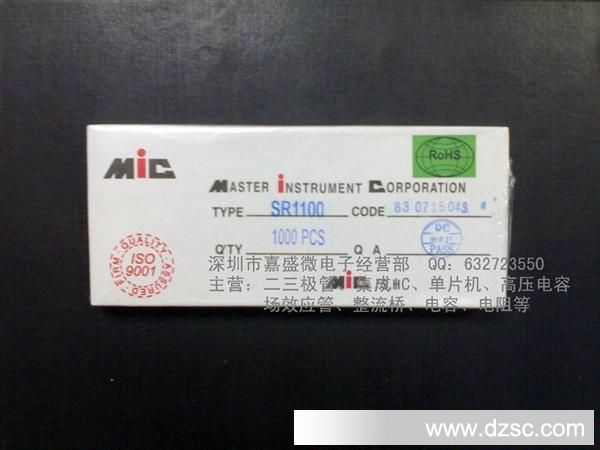 MiC
RoHS
MASTER INSTRUMENT CORPORATION
TYPE SR1100 CODE 83 0715043
Q'TY 1000 PCS Q A
QC
PASS
FIRM QUALITY ASSURED
ISO
9001
深圳市嘉盛微电子经营部 QQ：632723550
主营：二三极管、集成IC、单片机、高压电容
场效应管、整流桥、电容、电阻等
MiC
www.dzsc.com